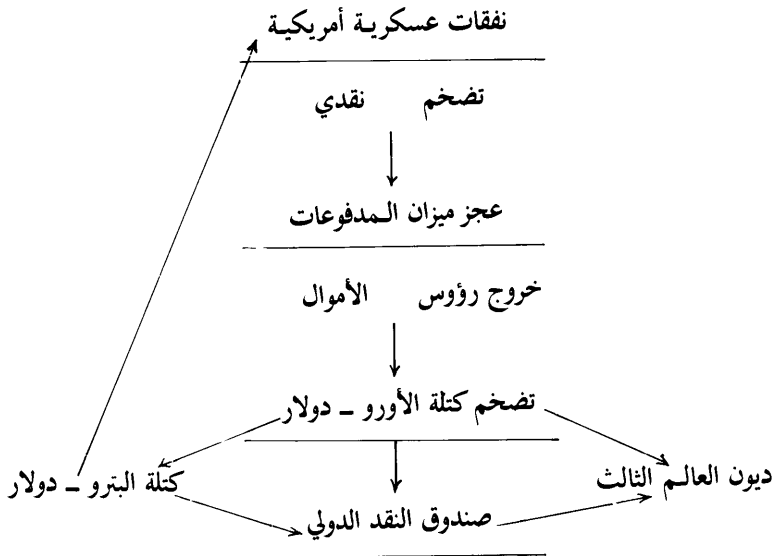 نفقات عسكرية أمريكية
تضخم نقدي
عجز ميزان المدفوعات
خروج رؤوس الأموال
تضخم كتلة الأورو – دولار
ديون العالم الثالث
كتلة البترو – دولار
صندوق النقد الدولي